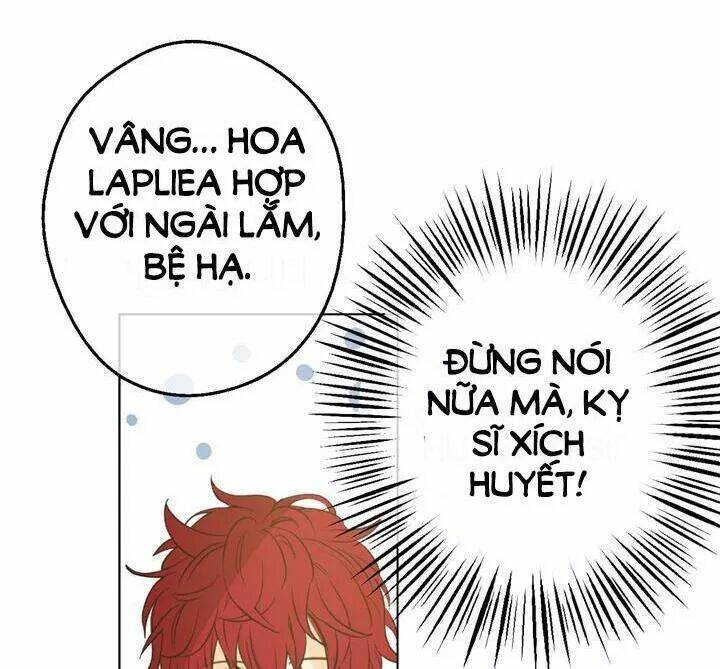 VÂNG... HOA
LAPLIEA HỢP
VỚI NGÀI LẮM,
BỆ HẠ.
ĐỪNG NÓI
NỮA MÀ, KỴ
SĨ XÍCH
HUYẾT!